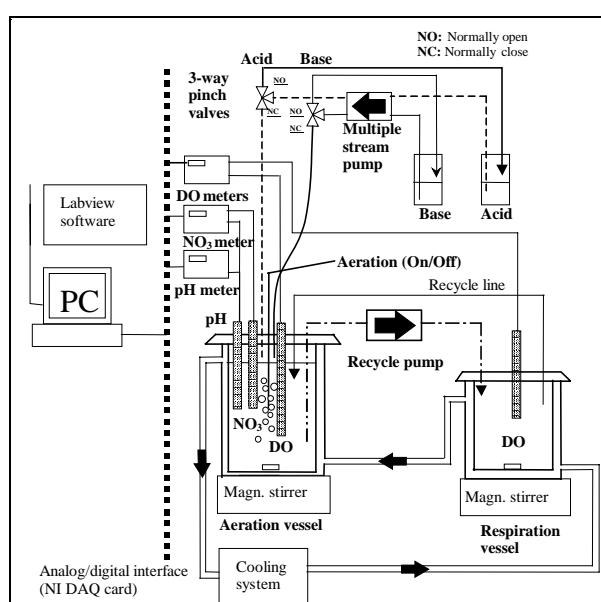 NO: Normally open
NC: Normally close
Acid
Base
3-way
pinch
valves
NO
NC
NO
NC
Multiple
stream
pump
Labview
software
DO meters
NO3 meter
pH meter
Base
Acid
Aeration (On/Off)
Recycle line
PC
pH
Recycle pump
NO3
DO
DO
Magn. stirrer
Magn. stirrer
Aeration vessel
Respiration
vessel
Analog/digital interface
(NI DAQ card)
Cooling
system